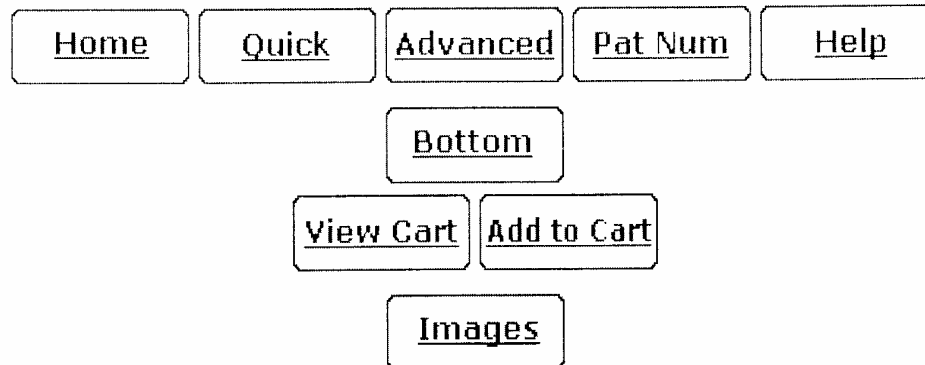 Home Quick Advanced Pat Num Help
Bottom
View Cart Add to Cart
Images